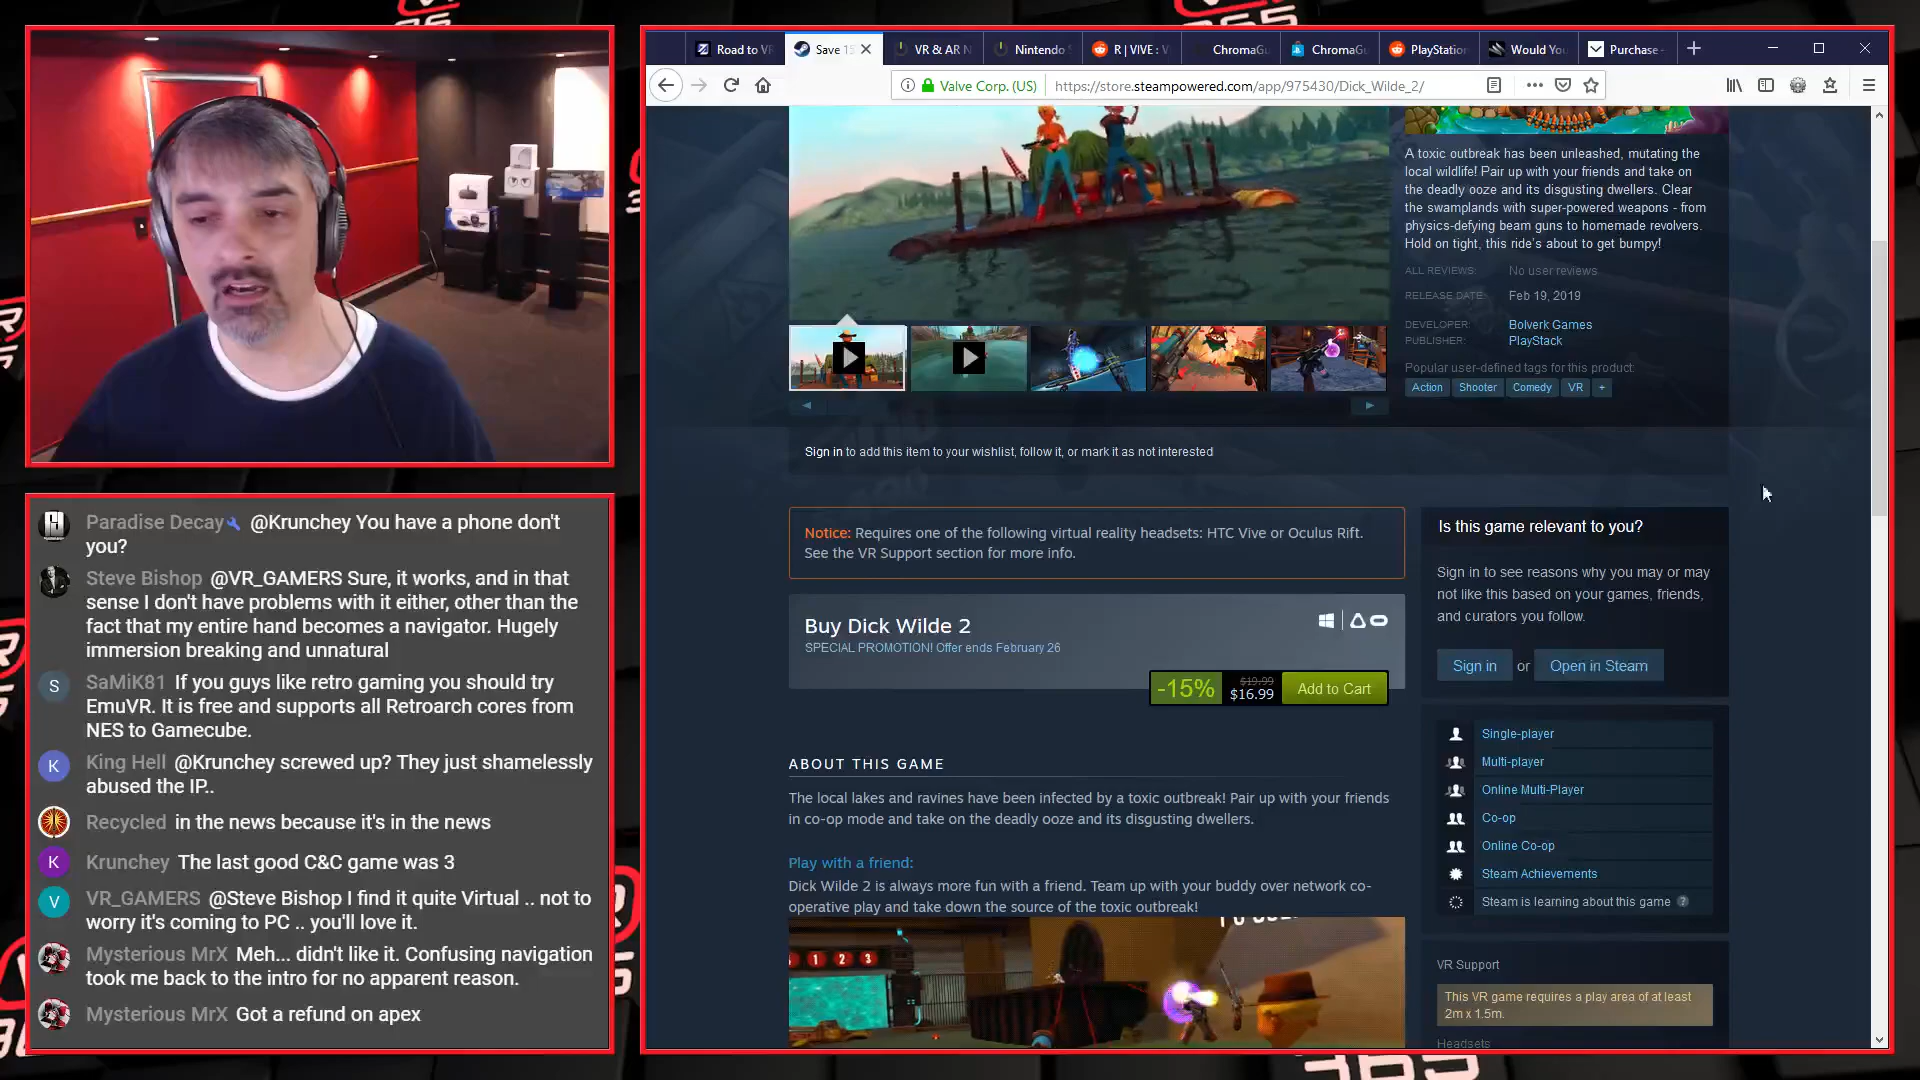 Road to VR
Save 15
VR & AR N
Nintendo S
R | VIVE : V
ChromaGu
ChromaGu
PlayStation
Would You
Purchase -
Valve Corp. (US)
https://store.steampowered.com/app/975430/Dick_Wilde_2/
A toxic outbreak has been unleashed, mutating the
local wildlife! Pair up with your friends and take on
the deadly ooze and its disgusting dwellers. Clear
the swamplands with super-powered weapons - from
physics-defying beam guns to homemade revolvers.
Hold on tight, this ride's about to get bumpy!
ALL REVIEWS: No user reviews
RELEASE DATE: Feb 19, 2019
DEVELOPER: Bolverk Games
PUBLISHER: PlayStack
Popular user-defined tags for this product:
Action Shooter Comedy VR +
Sign in to add this item to your wishlist, follow it, or mark it as not interested
Notice: Requires one of the following virtual reality headsets: HTC Vive or Oculus Rift.
See the VR Support section for more info.
Buy Dick Wilde 2
SPECIAL PROMOTION! Offer ends February 26
-15% $19.99 $16.99 Add to Cart
ABOUT THIS GAME
The local lakes and ravines have been infected by a toxic outbreak! Pair up with your friends
in co-op mode and take on the deadly ooze and its disgusting dwellers.
Play with a friend:
Dick Wilde 2 is always more fun with a friend. Team up with your buddy over network co-
operative play and take down the source of the toxic outbreak!
1 2 3
Is this game relevant to you?
Sign in to see reasons why you may or may
not like this based on your games, friends,
and curators you follow.
Sign in or Open in Steam
Single-player
Multi-player
Online Multi-Player
Co-op
Online Co-op
Steam Achievements
Steam is learning about this game ?
VR Support
This VR game requires a play area of at least
2m x 1.5m.
Headsets
Paradise Decay @Krunchey You have a phone don't
you?
Steve Bishop @VR_GAMERS Sure, it works, and in that
sense I don't have problems with it either, other than the
fact that my entire hand becomes a navigator. Hugely
immersion breaking and unnatural
S SaMiK81 If you guys like retro gaming you should try
EmuVR. It is free and supports all Retroarch cores from
NES to Gamecube.
K King Hell @Krunchey screwed up? They just shamelessly
abused the IP..
Recycled in the news because it's in the news
K Krunchey The last good C&C game was 3
V VR_GAMERS @Steve Bishop I find it quite Virtual .. not to
worry it's coming to PC .. you'll love it.
Mysterious MrX Meh... didn't like it. Confusing navigation
took me back to the intro for no apparent reason.
Mysterious MrX Got a refund on apex
365